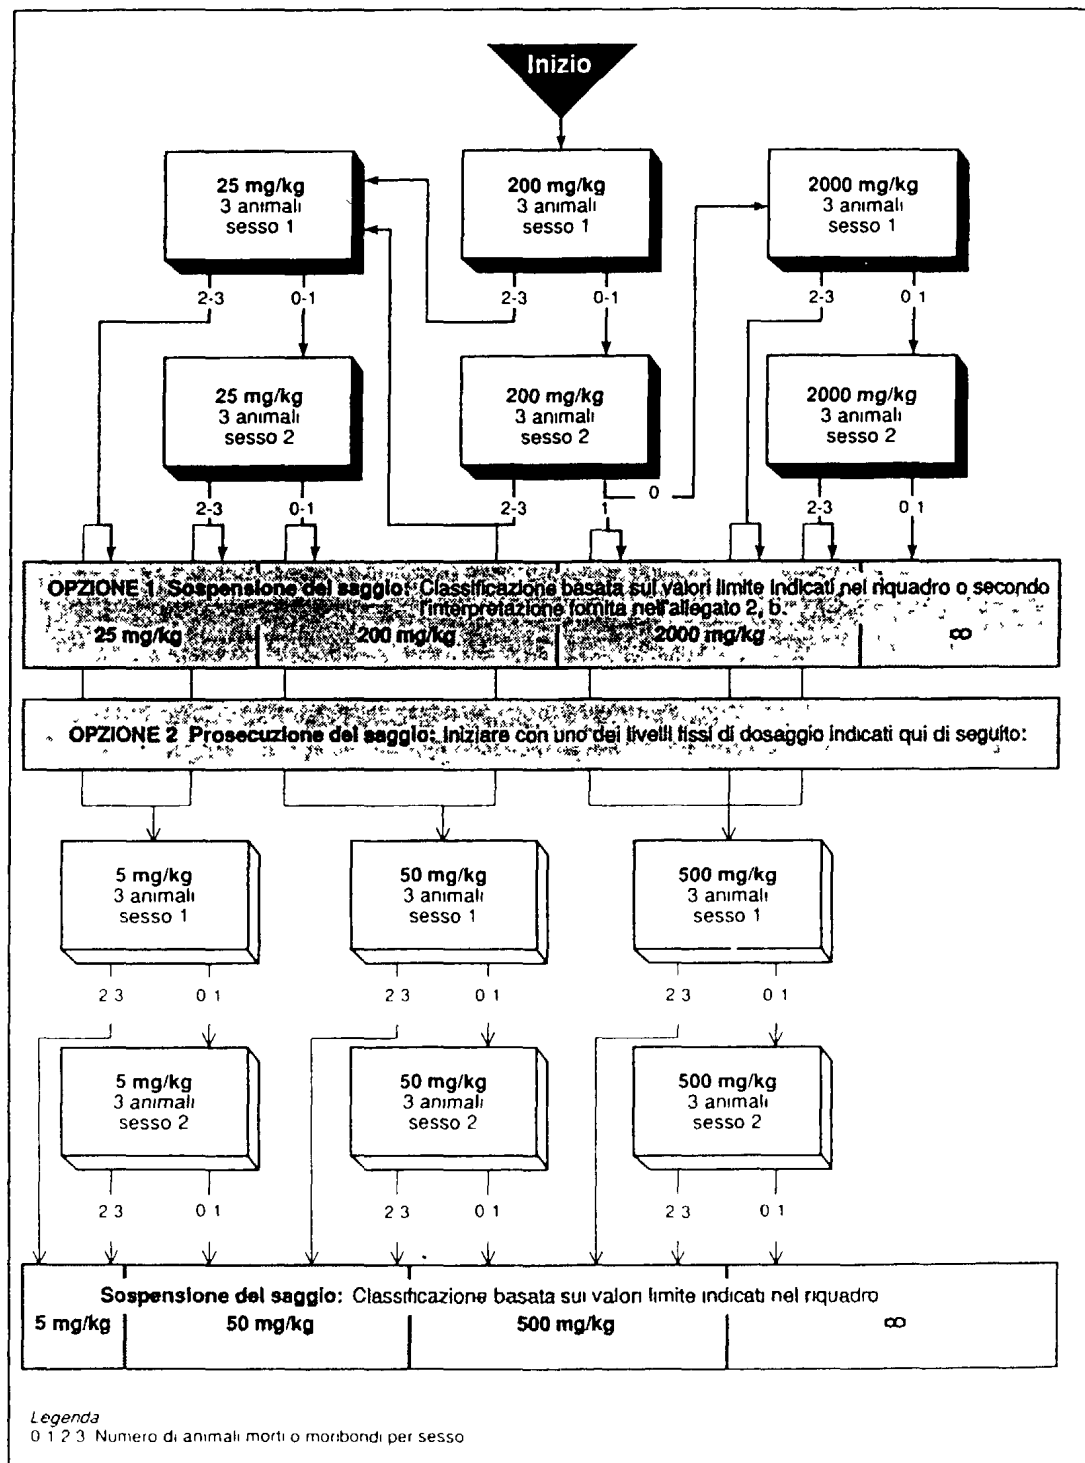 Inizio
25 mg/kg
3 animali
sesso 1
200 mg/kg
3 animali
sesso 1
2000 mg/kg
3 animali
sesso 1
2-3
0-1
2-3
0-1
2-3
0 1
25 mg/kg
3 animali
sesso 2
200 mg/kg
3 animali
sesso 2
2000 mg/kg
3 animali
sesso 2
2-3
0-1
2-3
1
0
2-3
0 1
OPZIONE 1 Sospensione del saggio: Classificazione basata sui valori limite indicati nel riquadro o secondo
l'interpretazione fornita nell'allegato 2, b.
25 mg/kg
200 mg/kg
2000 mg/kg
∞
OPZIONE 2 Prosecuzione del saggio: Iniziare con uno dei livelli fissi di dosaggio indicati qui di seguito:
5 mg/kg
3 animali
sesso 1
50 mg/kg
3 animali
sesso 1
500 mg/kg
3 animali
sesso 1
2 3
0 1
2 3
0 1
2 3
0 1
5 mg/kg
3 animali
sesso 2
50 mg/kg
3 animali
sesso 2
500 mg/kg
3 animali
sesso 2
2 3
0 1
2 3
0 1
2 3
0 1
Sospensione del saggio: Classificazione basata sui valori limite indicati nel riquadro
5 mg/kg
50 mg/kg
500 mg/kg
∞
Legenda
0 1 2 3 Numero di animali morti o moribondi per sesso